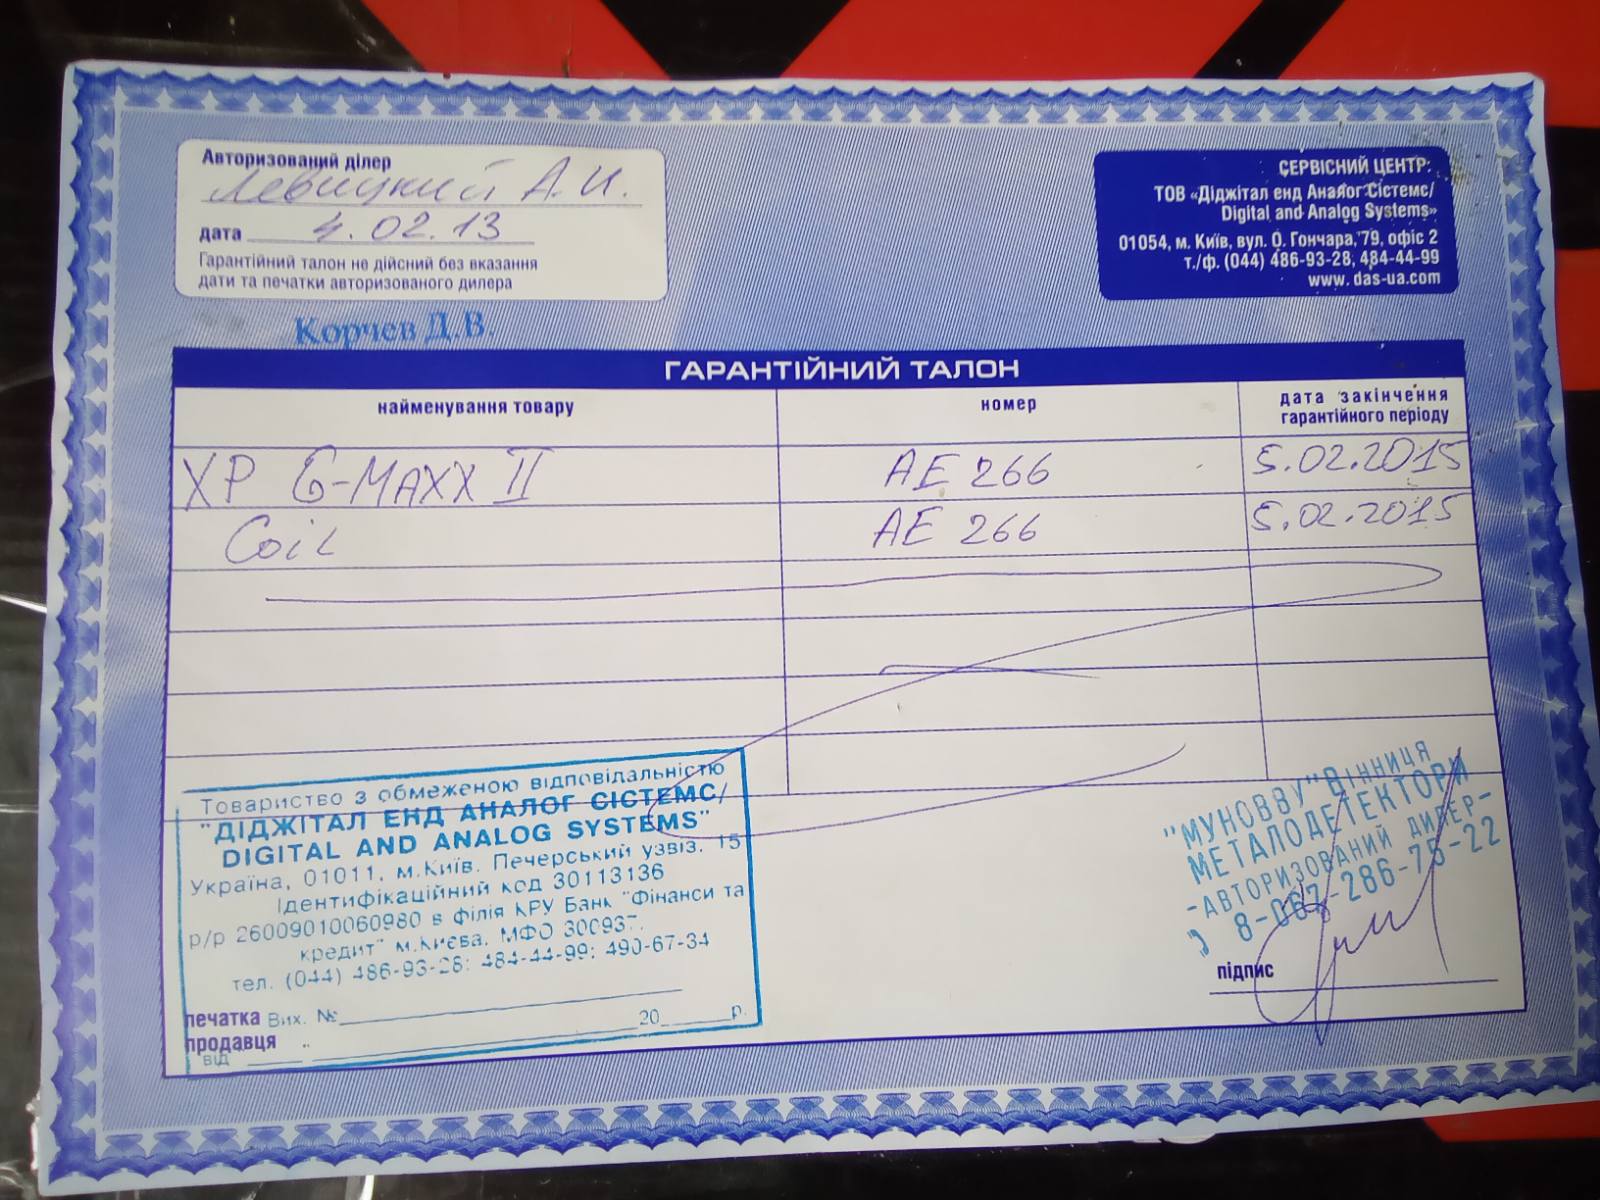 Авторизований ділер
Левицкий А.И.
дата 4.02.13
Гарантійний талон не дійсний без вказання
дати та печатки авторизованого дилера
СЕРВІСНИЙ ЦЕНТР:
ТОВ «Діджітал енд Аналог Сістемс/
Digital and Analog Systems»
01054, м. Київ, вул. О. Гончара, 79, офіс 2
т./ф. (044) 486-93-28, 484-44-99
www.das-ua.com
Корчев Д.В.
ГАРАНТІЙНИЙ ТАЛОН
найменування товару номер дата закінчення
гарантійного періоду
XP G-MAXX II AE 266 5.02.2015
Coil AE 266 5.02.2015
Товариство з обмеженою відповідальністю
"ДІДЖІТАЛ ЕНД АНАЛОГ СІСТЕМС/
DIGITAL AND ANALOG SYSTEMS"
Україна, 01011, м.Київ, Печерський узвіз. 15
Ідентифікаційний код 30113136
р/р 26009010060980 в філія КРУ Банк "Фінанси та
кредит" м.Києва. МФО
тел. (044) 486-93-28: 484-44-99: 490-67-34
печатка Вих. № 20 р.
продавця
від
"МУНОВВУ" ВІННИЦЯ
МЕТАЛОДЕТЕКТОРИ
-АВТОРИЗОВАНИЙ ДИЛЕР-
8-067-286-75-22
підпис